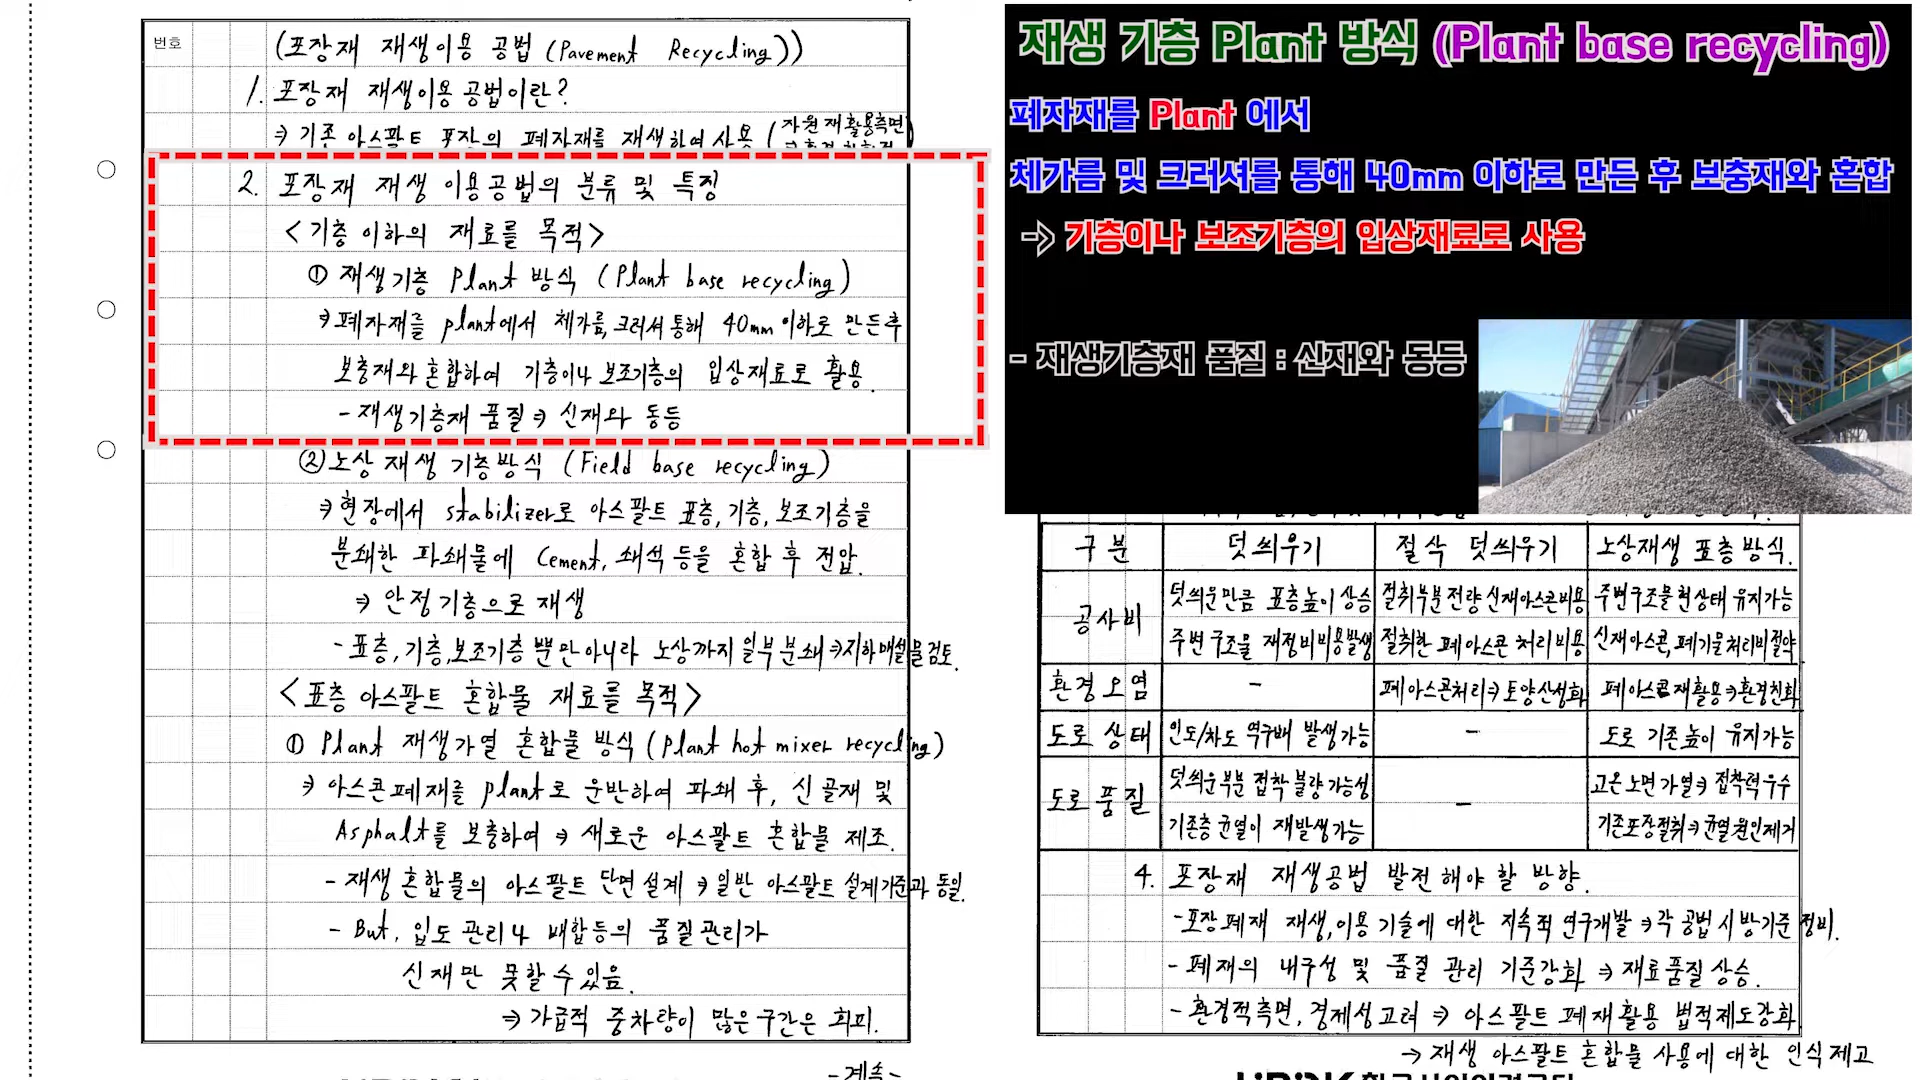 번호
(포장재 재생이용 공법 (Pavement Recycling))
1. 포장재 재생이용 공법이란?
⇒ 기존 아스팔트 포장의 폐자재를 재생하여 사용 (자원 재활용측면
2. 포장재 재생 이용공법의 분류 및 특징
<기층 이하의 재료를 목적>
① 재생기층 Plant 방식 (Plant base recycling)
⇒ 폐자재를 plant에서 체가름, 크러셔 통해 40mm 이하로 만든후
보충재와 혼합하여 기층이나 보조기층의 입상재료로 활용.
- 재생기층재 품질 ⇒ 신재와 동등
② 노상 재생 기층방식 (Field base recycling)
⇒ 현장에서 stabilizer로 아스팔트 표층, 기층, 보조기층을
분쇄한 파쇄물에 Cement, 쇄석 등을 혼합 후 전압.
⇒ 안정기층으로 재생
- 표층, 기층, 보조기층 뿐만 아니라 노상까지 일부 분쇄 ⇒ 지하매설물 검토.
<표층 아스팔트 혼합물 재료를 목적>
① Plant 재생가열 혼합물 방식 (Plant hot mixer recycling)
⇒ 아스콘폐재를 plant로 운반하여 파쇄 후, 신골재 및
Asphalt를 보충하여 ⇒ 새로운 아스팔트 혼합물 제조.
- 재생 혼합물의 아스팔트 단면설계 ⇒ 일반 아스팔트 설계기준과 동일.
- But, 입도 관리나 배합등의 품질관리가
신재만 못할 수 있음.
⇒ 가급적 중차량이 많은구간은 회피.
- 계속 -
재생 기층 Plant 방식 (Plant base recycling)
폐자재를 Plant 에서
체가름 및 크러셔를 통해 40mm 이하로 만든 후 보충재와 혼합
-> 기층이나 보조기층의 입상재료로 사용
- 재생기층재 품질 : 신재와 동등
구분 덧씌우기 절삭 덧씌우기 노상재생 표층방식.
공사비
덧씌운만큼 표층높이 상승 절취부분 전량 신재아스콘비용 주변구조물 현상태 유지가능
주변 구조물 재정비비용발생 절취한 폐아스콘 처리비용 신재아스콘, 폐기물처리비 절약
환경오염 - 폐아스콘처리 ⇒ 토양산성화 폐아스콘재활용 ⇒ 환경친화
도로 상태 인도/차도 역구배 발생가능 - 도로 기존높이 유지가능
도로 품질
덧씌운부분 접착 불량 가능성 - 고온노면가열 ⇒ 접착력우수
기존층균열이 재발생가능 기존포장절취 ⇒ 균열원인제거
4. 포장재 재생공법 발전해야 할 방향.
- 포장폐재 재생, 이용 기술에 대한 지속적 연구개발 ⇒ 각 공법 시방기준 정비.
- 폐재의 내구성 및 품질 관리 기준강화 ⇒ 재료품질 상승.
- 환경적측면, 경제성고려 ⇒ 아스팔트 폐재활용 법적제도강화
→ 재생 아스팔트 혼합물 사용에 대한 인식제고